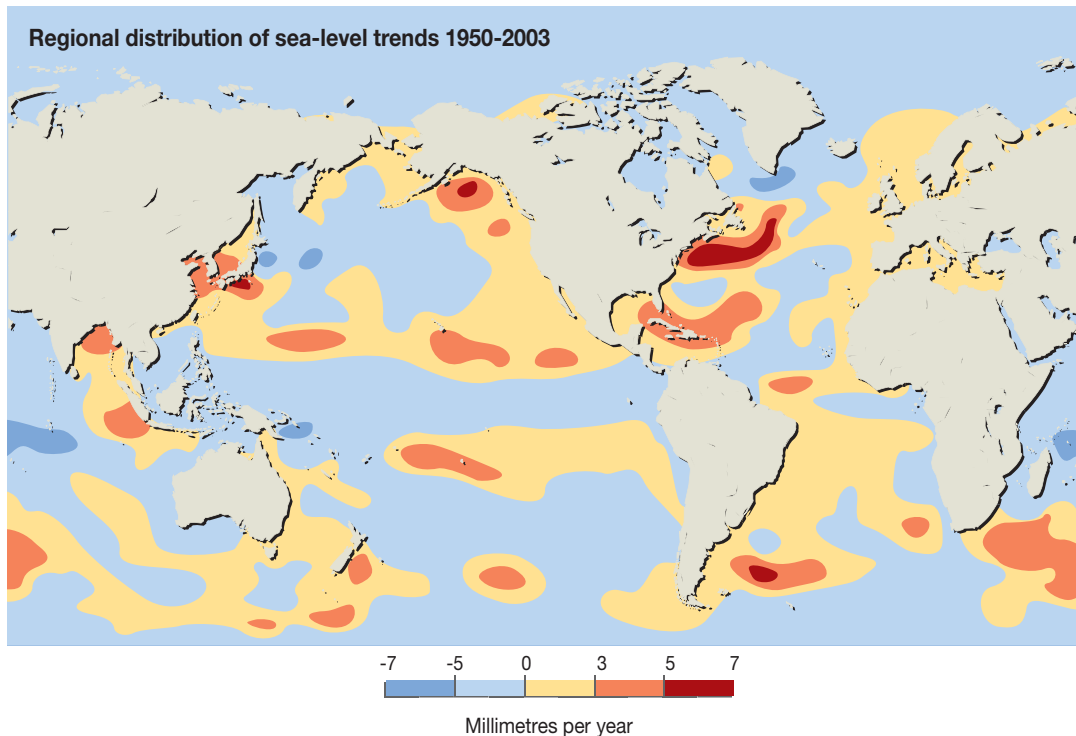 Regional distribution of sea-level trends 1950-2003
-7 -5 0 3 5 7
Millimetres per year